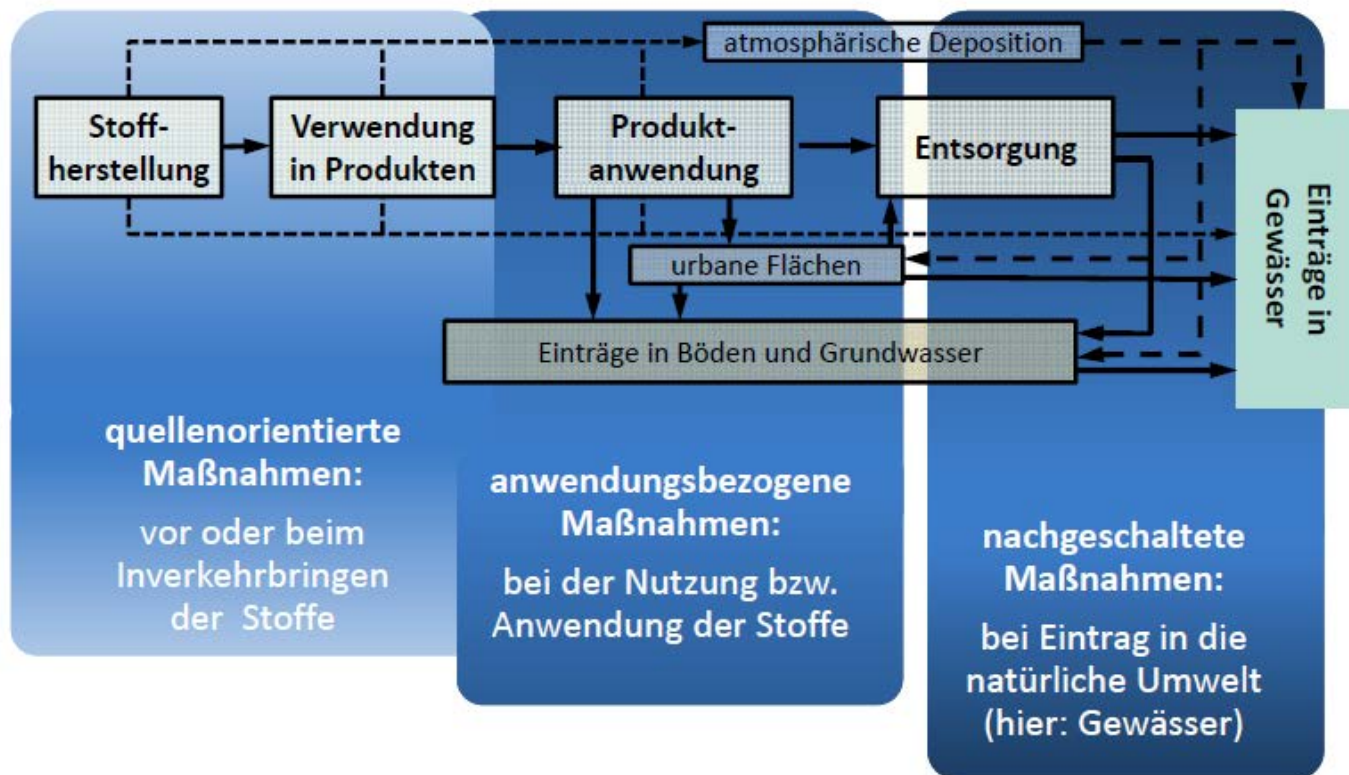 atmosphärische Deposition
Stoff-
herstellung
Verwendung
in Produkten
Produkt-
anwendung
Entsorgung
Einträge in
Gewässer
urbane Flächen
Einträge in Böden und Grundwasser
quellenorientierte
Maßnahmen:
vor oder beim
Inverkehrbringen
der Stoffe
anwendungsbezogene
Maßnahmen:
bei der Nutzung bzw.
Anwendung der Stoffe
nachgeschaltete
Maßnahmen:
bei Eintrag in die
natürliche Umwelt
(hier: Gewässer)